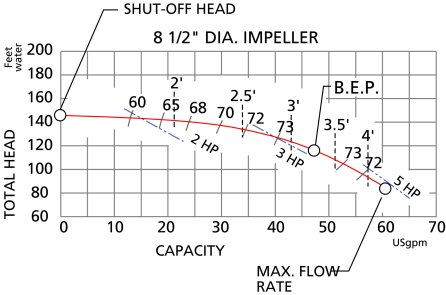 SHUT-OFF HEAD
8 1/2" DIA. IMPELLER
Feet
water
TOTAL HEAD
200
180
160
140
120
100
80
60
2'
2.5'
3'
3.5'
4'
B.E.P.
60
65
68
70
72
73
73
72
2 HP
3 HP
5 HP
0 10 20 30 40 50 60 70
CAPACITY
USgpm
MAX. FLOW
RATE